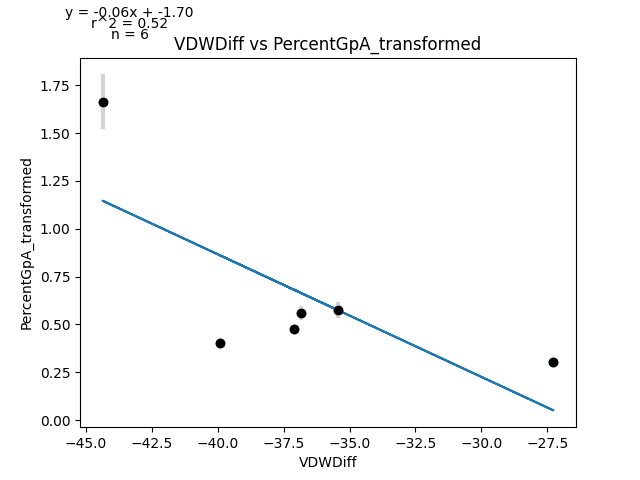 y = -0.06x + -1.70
r^2 = 0.52
n = 6
VDWDiff vs PercentGpA_transformed
PercentGpA_transformed
1.75
1.50
1.25
1.00
0.75
0.50
0.25
0.00
−45.0 −42.5 −40.0 −37.5 −35.0 −32.5 −30.0 −27.5
VDWDiff